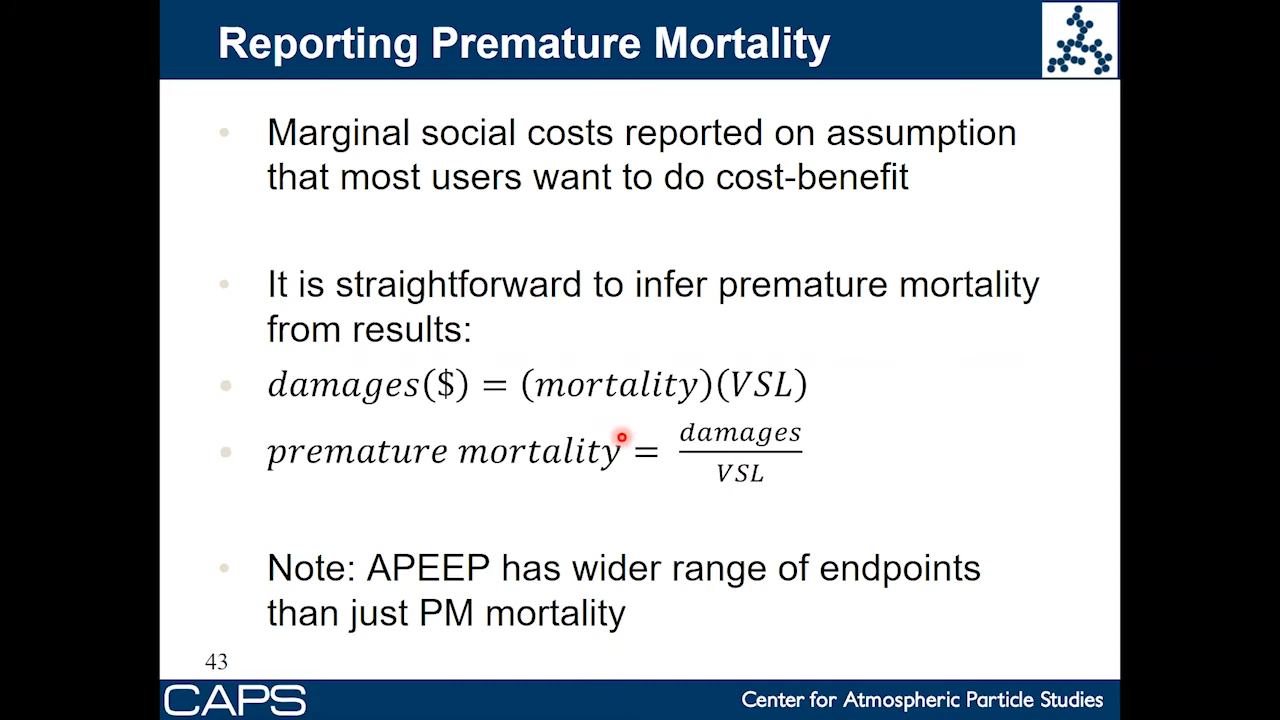 Reporting Premature Mortality
• Marginal social costs reported on assumption
that most users want to do cost-benefit
• It is straightforward to infer premature mortality
from results:
• damages($) = (mortality)(VSL)
• premature mortality = damages / VSL
• Note: APEEP has wider range of endpoints
than just PM mortality
43
CAPS
Center for Atmospheric Particle Studies